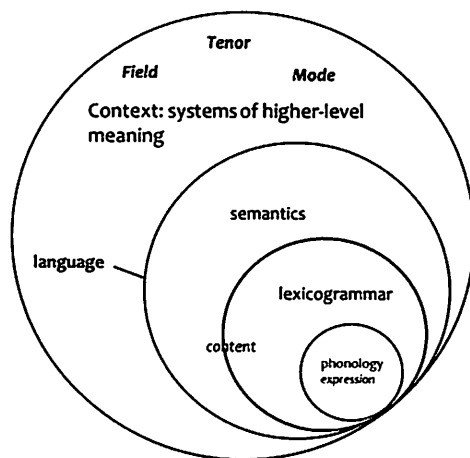 Tenor
Field
Mode
Context: systems of higher-level
meaning
semantics
language
lexicogrammar
content
phonology
expression